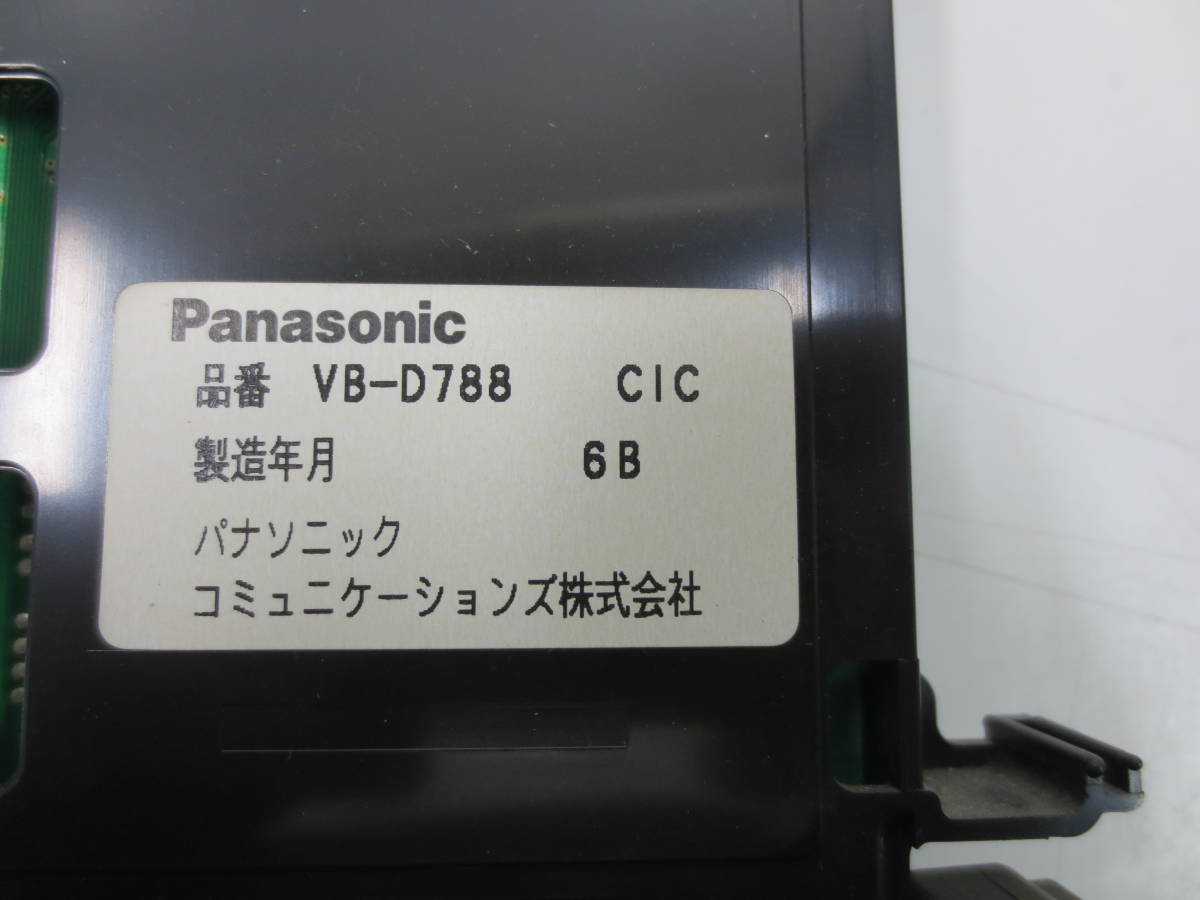 Panasonic
品番 VB-D788 CIC
製造年月 6B
パナソニック
コミュニケーションズ株式会社